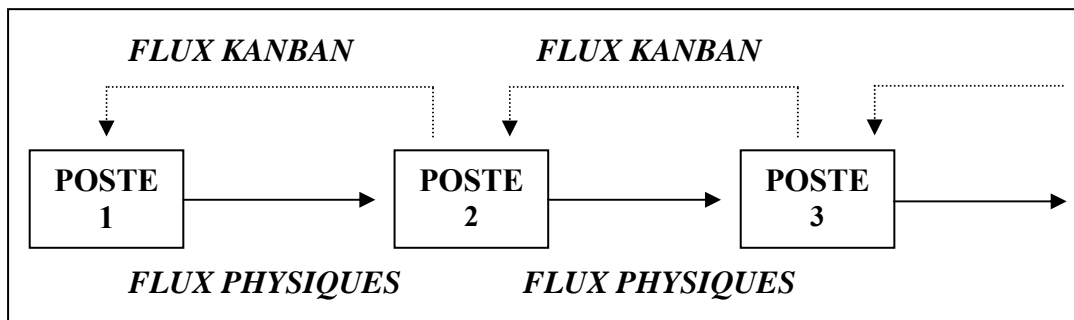 FLUX KANBAN
FLUX KANBAN
POSTE
1
POSTE
2
POSTE
3
FLUX PHYSIQUES
FLUX PHYSIQUES